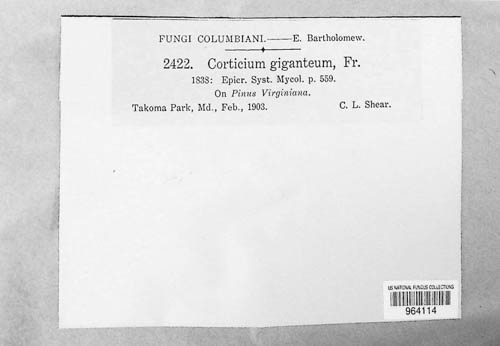 FUNGI COLUMBIANI.——E. Bartholomew.
2422. Corticium giganteum, Fr.
1838: Epicr. Syst. Mycol. p. 559.
On Pinus Virginiana.
Takoma Park, Md., Feb., 1903. C. L. Shear.
US NATIONAL FUNGUS COLLECTIONS
964114